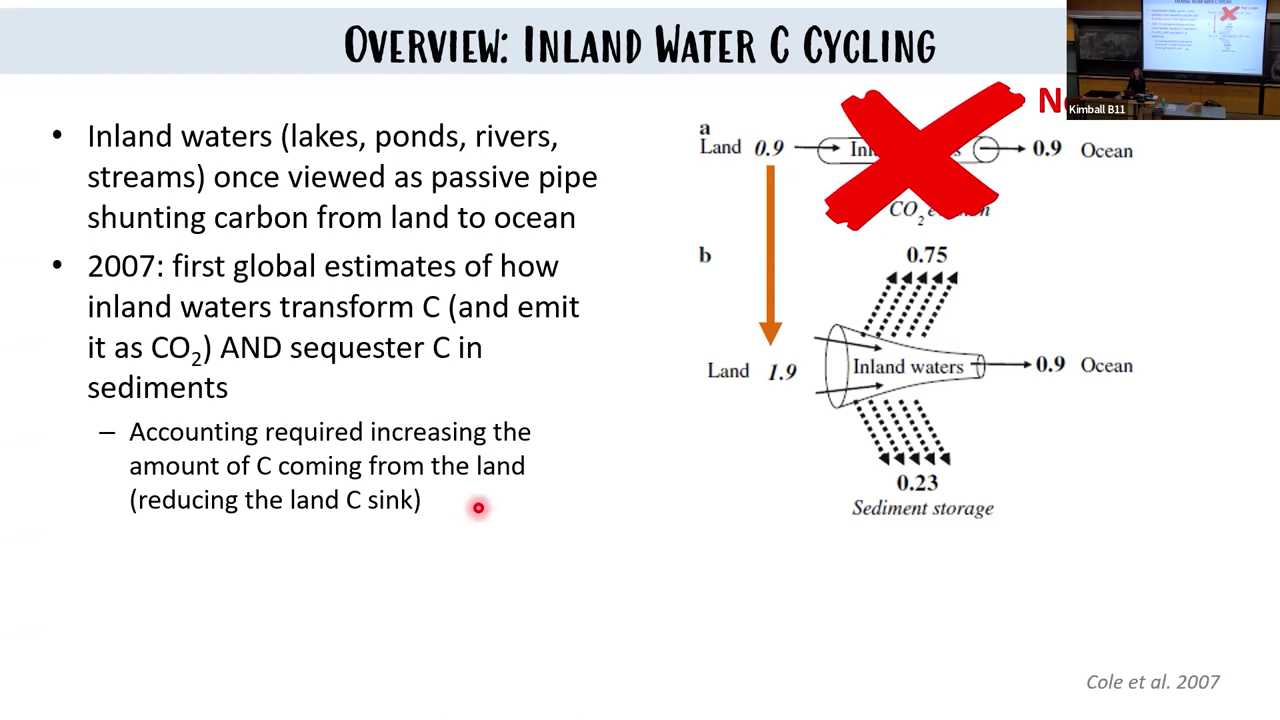 OVERVIEW: INLAND WATER C CYCLING
• Inland waters (lakes, ponds, rivers,
streams) once viewed as passive pipe
shunting carbon from land to ocean
• 2007: first global estimates of how
inland waters transform C (and emit
it as CO2) AND sequester C in
sediments
– Accounting required increasing the
amount of C coming from the land
(reducing the land C sink)
Kimball B11
a
Land 0.9
0.9 Ocean
CO2
b
0.75
Land 1.9
Inland waters
0.9 Ocean
0.23
Sediment storage
Cole et al. 2007